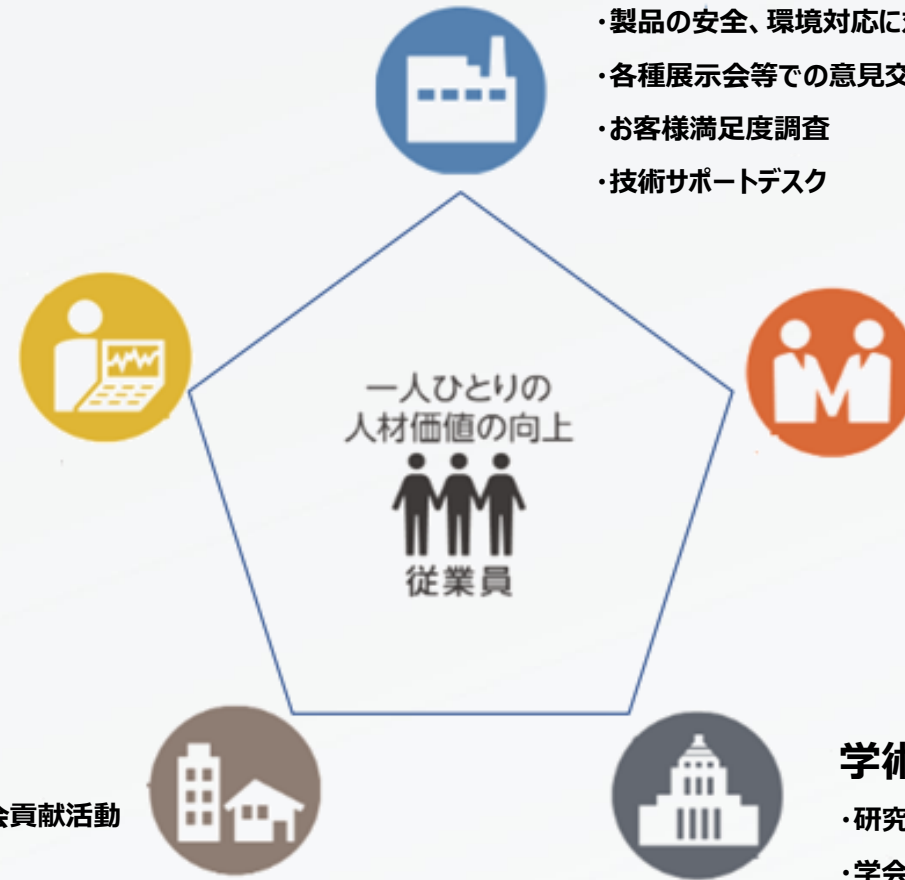 ・製品の安全、環境対応に
・各種展示会等での意見交
・お客様満足度調査
・技術サポートデスク
一人ひとりの
人材価値の向上
従業員
会貢献活動
学術
・研究
・学会